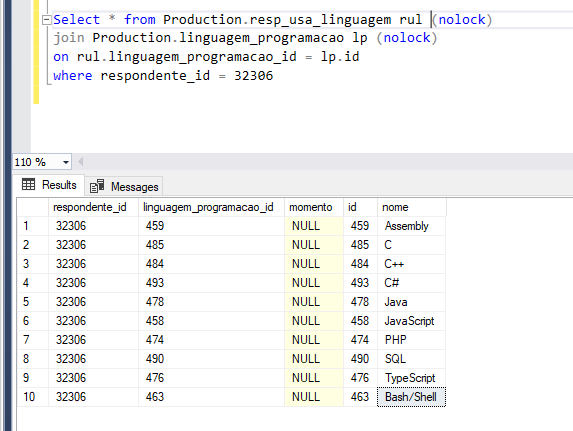 Select * from Production.resp_usa_linguagem rul (nolock)
join Production.linguagem_programacao lp (nolock)
on rul.linguagem_programacao_id = lp.id
where respondente_id = 32306
110 %
Results Messages
respondente_id linguagem_programacao_id momento id nome
1 32306 459 NULL 459 Assembly
2 32306 485 NULL 485 C
3 32306 484 NULL 484 C++
4 32306 493 NULL 493 C#
5 32306 478 NULL 478 Java
6 32306 458 NULL 458 JavaScript
7 32306 474 NULL 474 PHP
8 32306 490 NULL 490 SQL
9 32306 476 NULL 476 TypeScript
10 32306 463 NULL 463 Bash/Shell